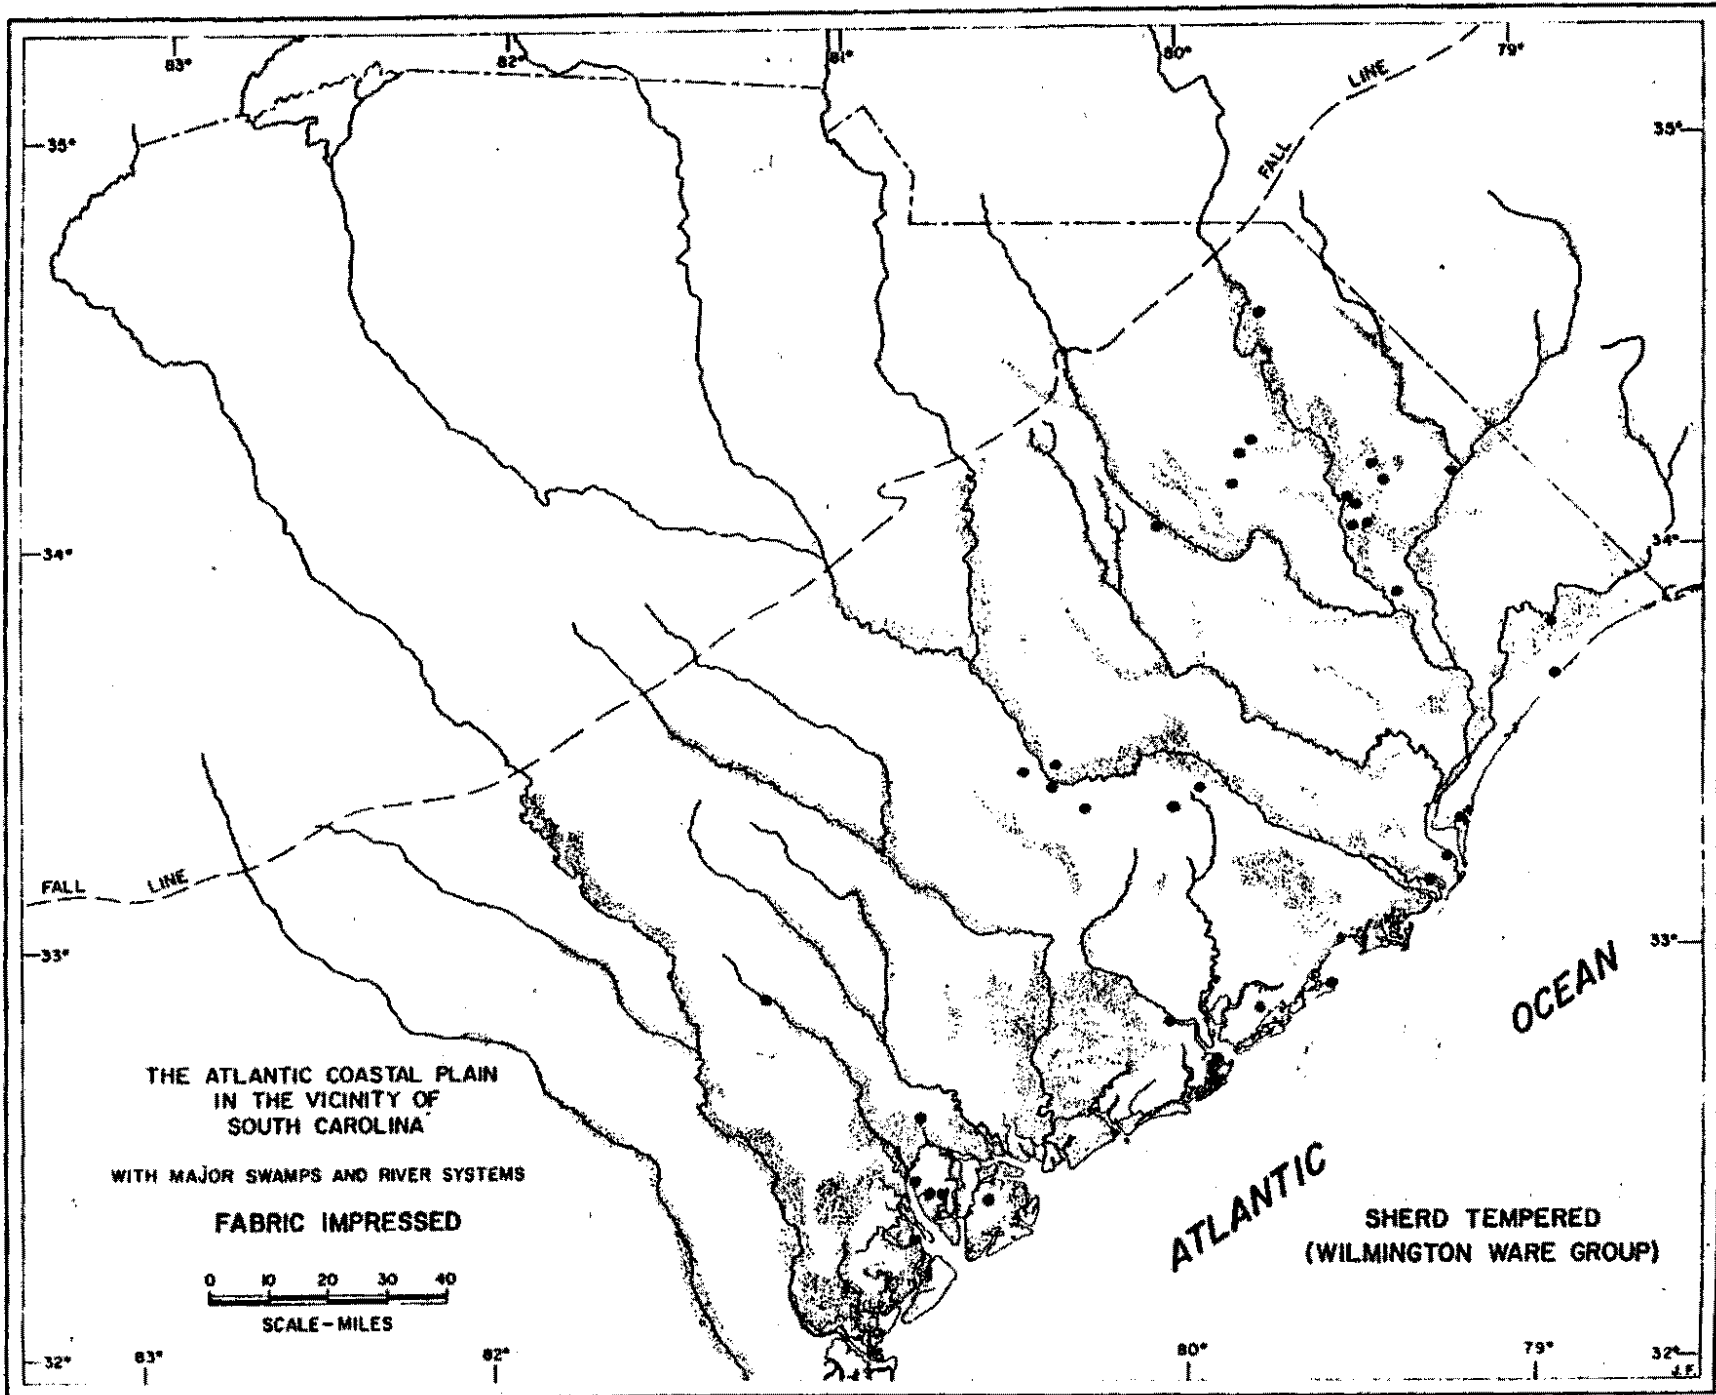 83°
82°
81°
80°
79°
LINE
FALL
35°
35°
34°
34°
FALL LINE
33°
33°
OCEAN
ATLANTIC
THE ATLANTIC COASTAL PLAIN
IN THE VICINITY OF
SOUTH CAROLINA
WITH MAJOR SWAMPS AND RIVER SYSTEMS
FABRIC IMPRESSED
0 10 20 30 40
SCALE-MILES
SHERD TEMPERED
(WILMINGTON WARE GROUP)
32°
83°
82°
80°
79°
32°
J.F.